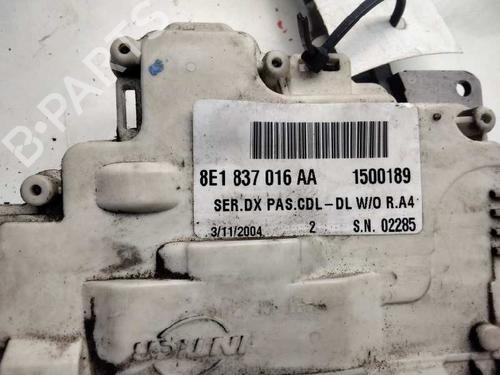 B-PARTS
8E1 837 016 AA 1500189
SER.DX PAS.CDL-DL W/O R.A4
3/11/2004 2 S.N. 02285